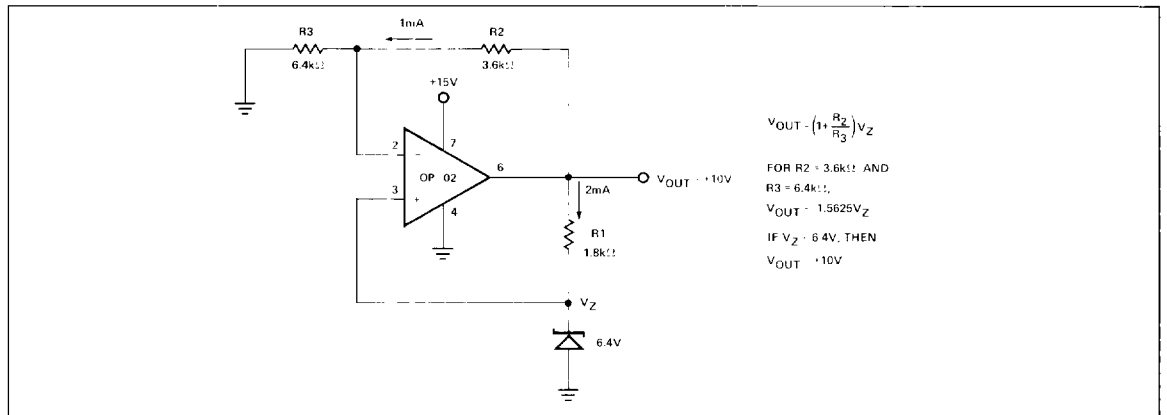 1mA
R3
R2
6.4kΩ
3.6kΩ
+15V
2
7
−
OP 02
6
3
+
4
VOUT - +10V
2mA
R1
1.8kΩ
VZ
6.4V
VOUT - (1+ R2/R3) VZ
FOR R2 = 3.6kΩ AND
R3 = 6.4kΩ,
VOUT - 1.5625VZ
IF VZ - 6.4V, THEN
VOUT +10V